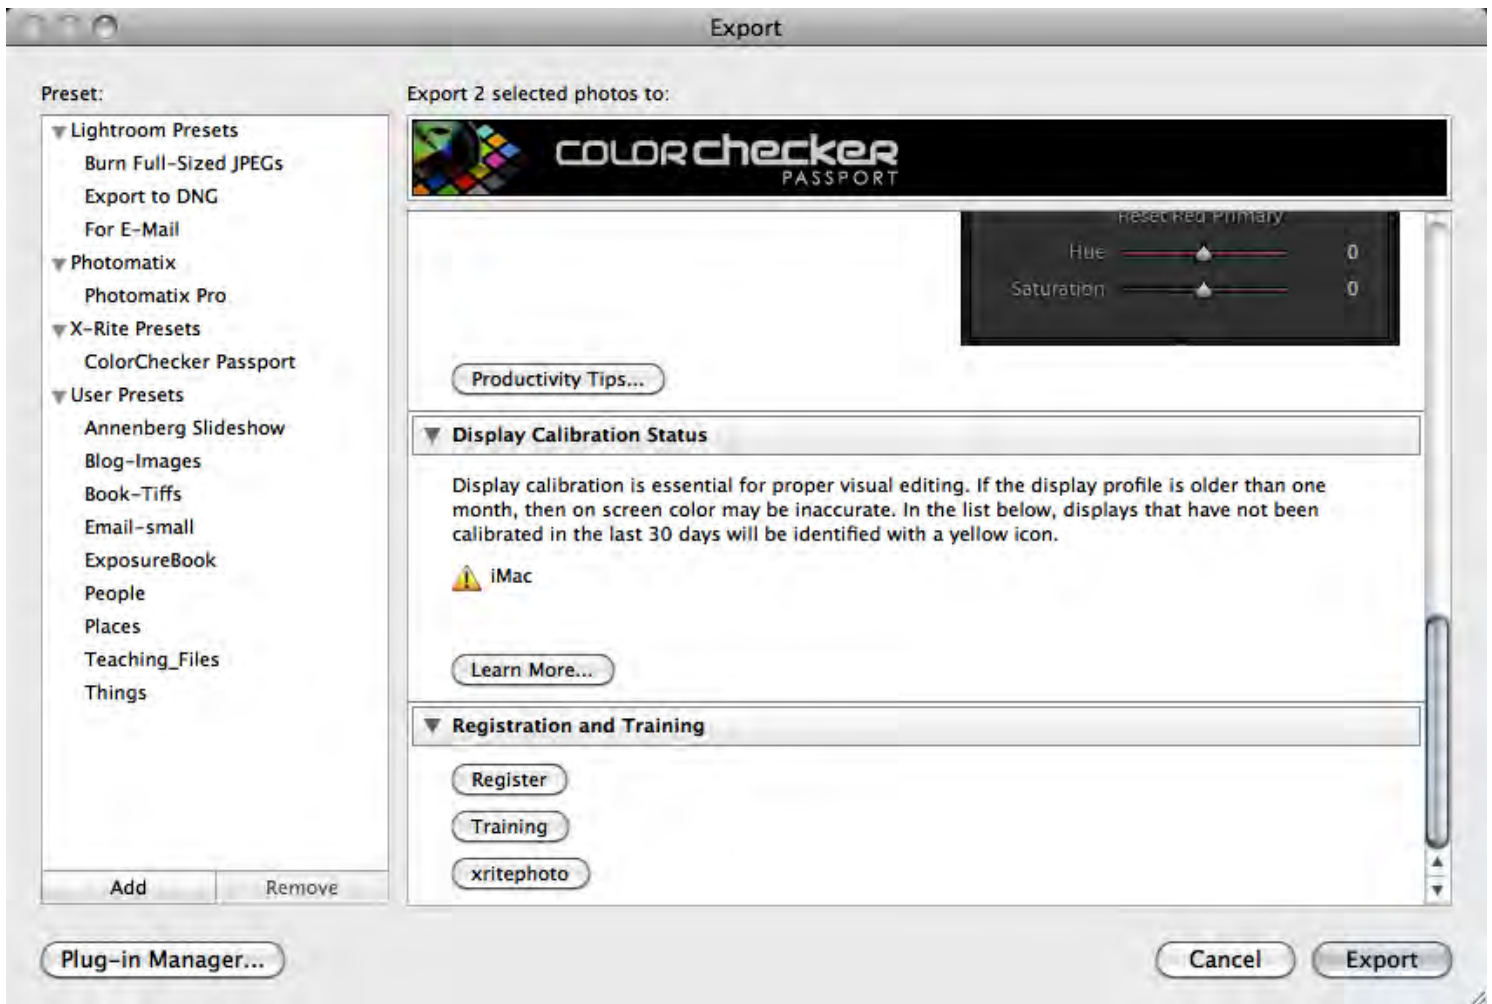 Export
Preset:
Lightroom Presets
Burn Full-Sized JPEGs
Export to DNG
For E-Mail
Photomatix
Photomatix Pro
X-Rite Presets
ColorChecker Passport
User Presets
Annenberg Slideshow
Blog-Images
Book-Tiffs
Email-small
ExposureBook
People
Places
Teaching_Files
Things
Add Remove
Export 2 selected photos to:
COLORchecker
PASSPORT
Reset Red Primary
Hue 0
Saturation 0
Productivity Tips...
Display Calibration Status
Display calibration is essential for proper visual editing. If the display profile is older than one
month, then on screen color may be inaccurate. In the list below, displays that have not been
calibrated in the last 30 days will be identified with a yellow icon.
iMac
Learn More...
Registration and Training
Register
Training
xritephoto
Plug-in Manager...
Cancel Export